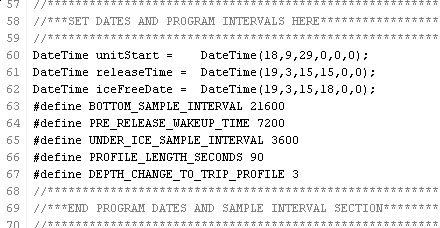 57 //*******************************************************
58 //***SET DATES AND PROGRAM INTERVALS HERE****************
59 //*******************************************************
60 DateTime unitStart =    DateTime(18,9,29,0,0,0);
61 DateTime releaseTime =  DateTime(19,3,15,15,0,0);
62 DateTime iceFreeDate =  DateTime(19,3,15,18,0,0);
63 #define BOTTOM_SAMPLE_INTERVAL 21600
64 #define PRE_RELEASE_WAKEUP_TIME 7200
65 #define UNDER_ICE_SAMPLE_INTERVAL 3600
66 #define PROFILE_LENGTH_SECONDS 90
67 #define DEPTH_CHANGE_TO_TRIP_PROFILE 3
68 //*******************************************************
69 //***END PROGRAM DATES AND SAMPLE INTERVAL SECTION********
70 //*******************************************************